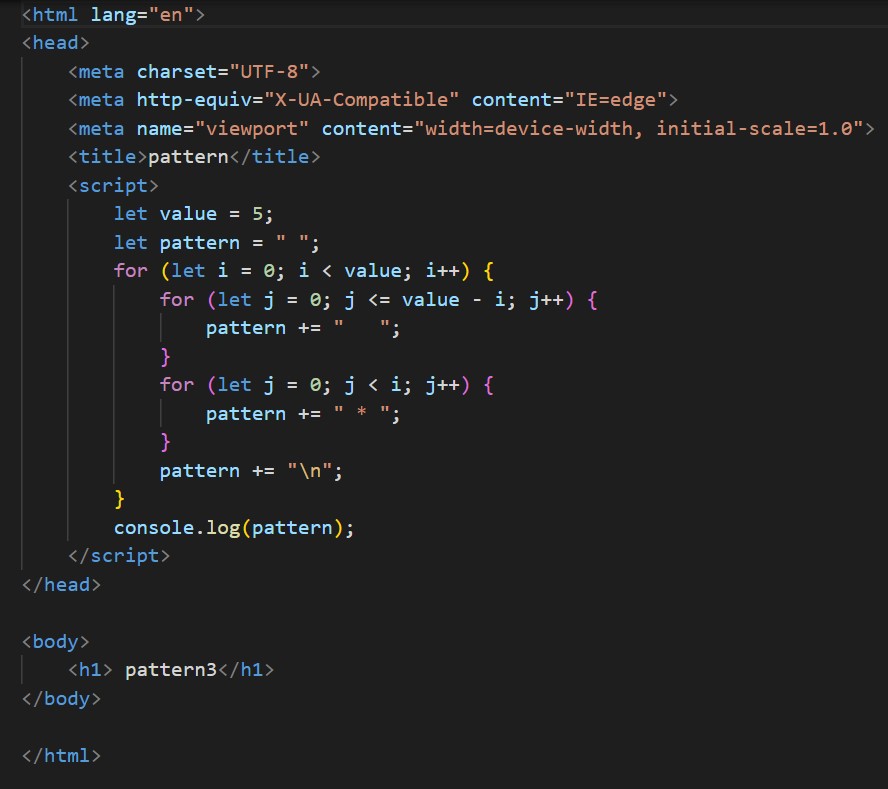 <html lang="en">
<head>
    <meta charset="UTF-8">
    <meta http-equiv="X-UA-Compatible" content="IE=edge">
    <meta name="viewport" content="width=device-width, initial-scale=1.0">
    <title>pattern</title>
    <script>
        let value = 5;
        let pattern = " ";
        for (let i = 0; i < value; i++) {
            for (let j = 0; j <= value - i; j++) {
                pattern += "   ";
            }
            for (let j = 0; j < i; j++) {
                pattern += " * ";
            }
            pattern += "\n";
        }
        console.log(pattern);
    </script>
</head>

<body>
    <h1> pattern3</h1>
</body>

</html>